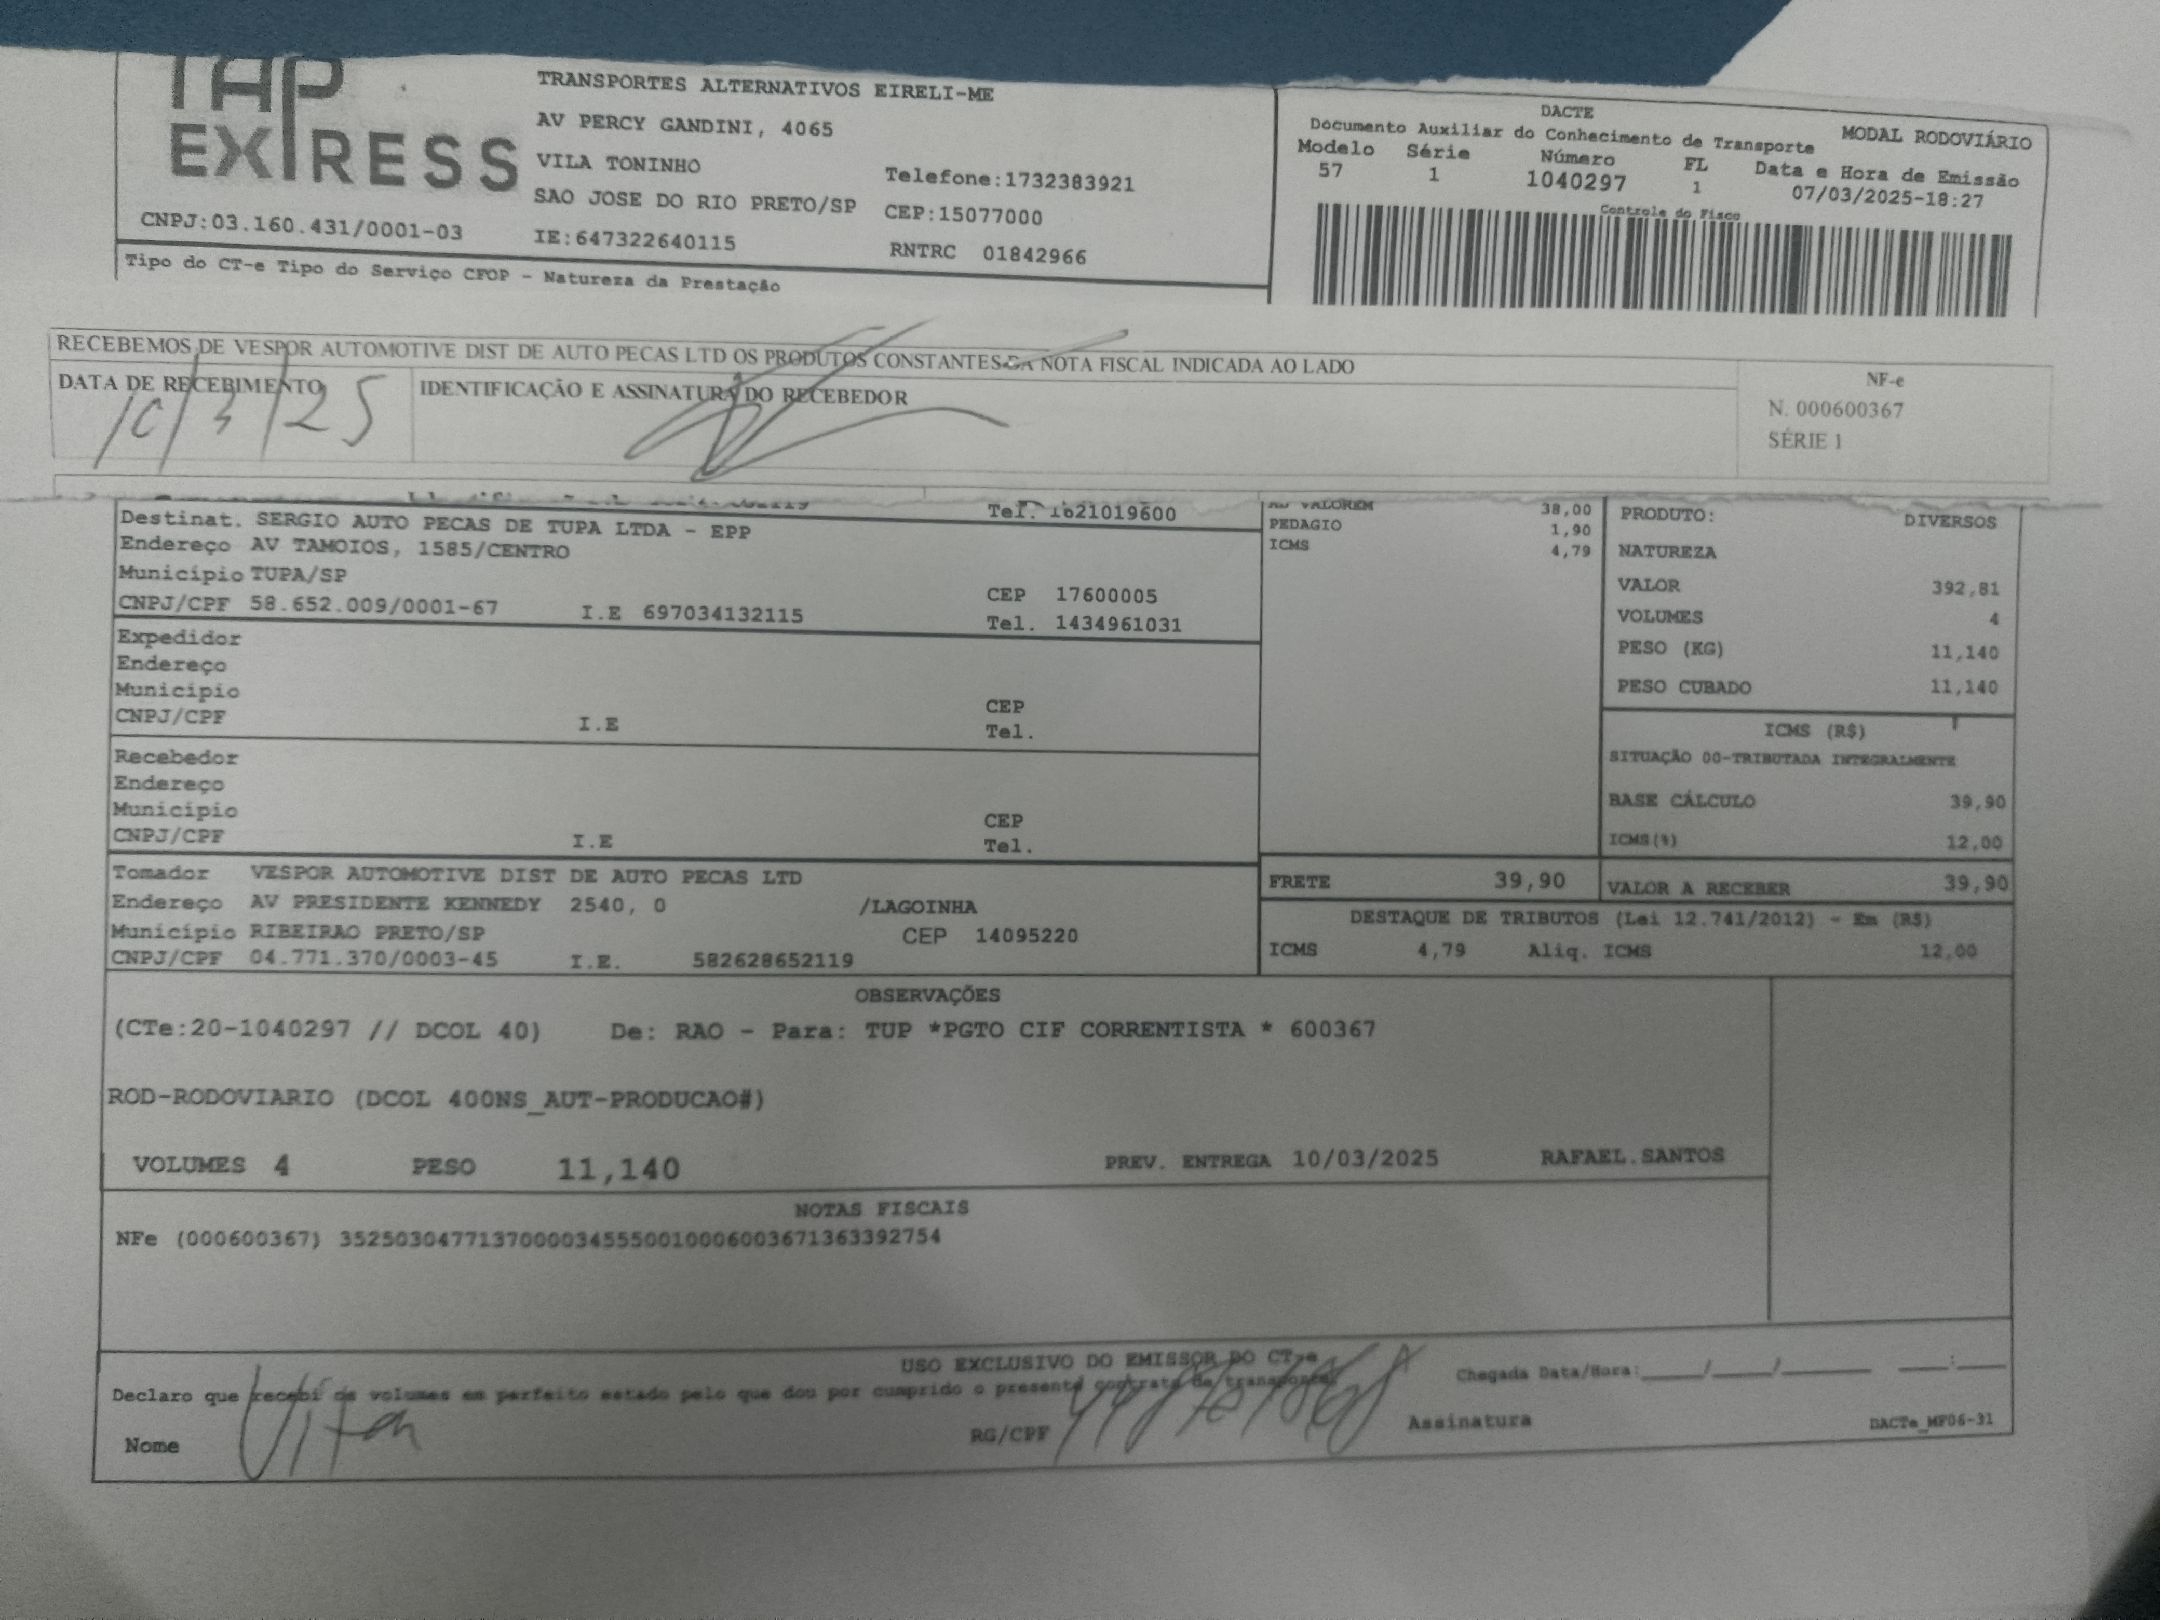 TAP
EXPRESS
CNPJ:03.160.431/0001-03
TRANSPORTES ALTERNATIVOS EIRELI-ME
AV PERCY GANDINI, 4065
VILA TONINHO
Telefone:1732383921
SAO JOSE DO RIO PRETO/SP CEP:15077000
IE:647322640115 RNTRC 01842966
DACTE
Documento Auxiliar do Conhecimento de Transporte MODAL RODOVIÁRIO
Modelo Série Número FL Data e Hora de Emissão
57 1 1040297 1 07/03/2025-18:27
Controle do Fisco
Tipo do CT-e Tipo do Serviço CFOP - Natureza da Prestação
RECEBEMOS DE VESPOR AUTOMOTIVE DIST DE AUTO PECAS LTD OS PRODUTOS CONSTANTES DA NOTA FISCAL INDICADA AO LADO
DATA DE RECEBIMENTO IDENTIFICAÇÃO E ASSINATURA DO RECEBEDOR
10/3/25
NF-e
N. 000600367
SÉRIE 1
Tel. 1621019600
Destinat. SERGIO AUTO PECAS DE TUPA LTDA - EPP
Endereço AV TAMOIOS, 1585/CENTRO
Município TUPA/SP CEP 17600005
CNPJ/CPF 58.652.009/0001-67 I.E 697034132115 Tel. 1434961031
Expedidor
Endereço
Município CEP
CNPJ/CPF I.E Tel.
Recebedor
Endereço
Município CEP
CNPJ/CPF I.E Tel.
Tomador VESPOR AUTOMOTIVE DIST DE AUTO PECAS LTD
Endereço AV PRESIDENTE KENNEDY 2540, 0 /LAGOINHA
Município RIBEIRAO PRETO/SP CEP 14095220
CNPJ/CPF 04.771.370/0003-45 I.E. 582628652119
AD VALOREM 38,00
PEDAGIO 1,90
ICMS 4,79
PRODUTO: DIVERSOS
NATUREZA
VALOR 392,81
VOLUMES 4
PESO (KG) 11,140
PESO CUBADO 11,140
ICMS (R$)
SITUAÇÃO 00-TRIBUTADA INTEGRALMENTE
BASE CÁLCULO 39,90
ICMS(%) 12,00
FRETE 39,90 VALOR A RECEBER 39,90
DESTAQUE DE TRIBUTOS (Lei 12.741/2012) - Em (R$)
ICMS 4,79 Aliq. ICMS 12,00
OBSERVAÇÕES
(CTe:20-1040297 // DCOL 40) De: RAO - Para: TUP *PGTO CIF CORRENTISTA * 600367
ROD-RODOVIARIO (DCOL 400NS_AUT-PRODUCAO#)
VOLUMES 4 PESO 11,140 PREV. ENTREGA 10/03/2025 RAFAEL.SANTOS
NOTAS FISCAIS
NFe (000600367) 35250304771370000345550010006003671363392754
USO EXCLUSIVO DO EMISSOR DO CT-e
Declaro que recebi os volumes em perfeito estado pelo que dou por cumprido o presente contrato de transporte. Chegada Data/Hora:____/____/______ ____:____
Nome RG/CPF Assinatura
DACTe_MF06-31